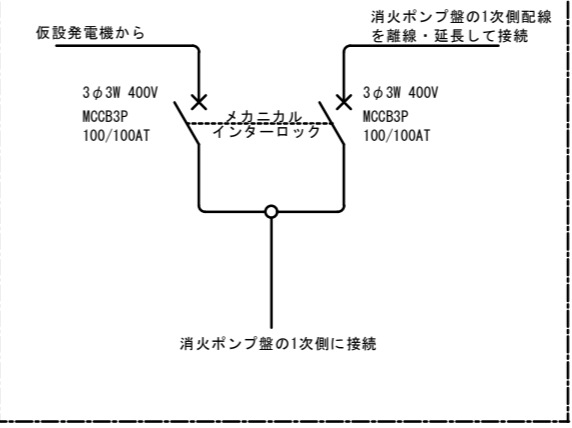 消火ポンプ盤の1次側配線
を離線・延長して接続
仮設発電機から
3φ3W 400V
MCCB3P
100/100AT
メカニカル
インターロック
3φ3W 400V
MCCB3P
100/100AT
消火ポンプ盤の1次側に接続